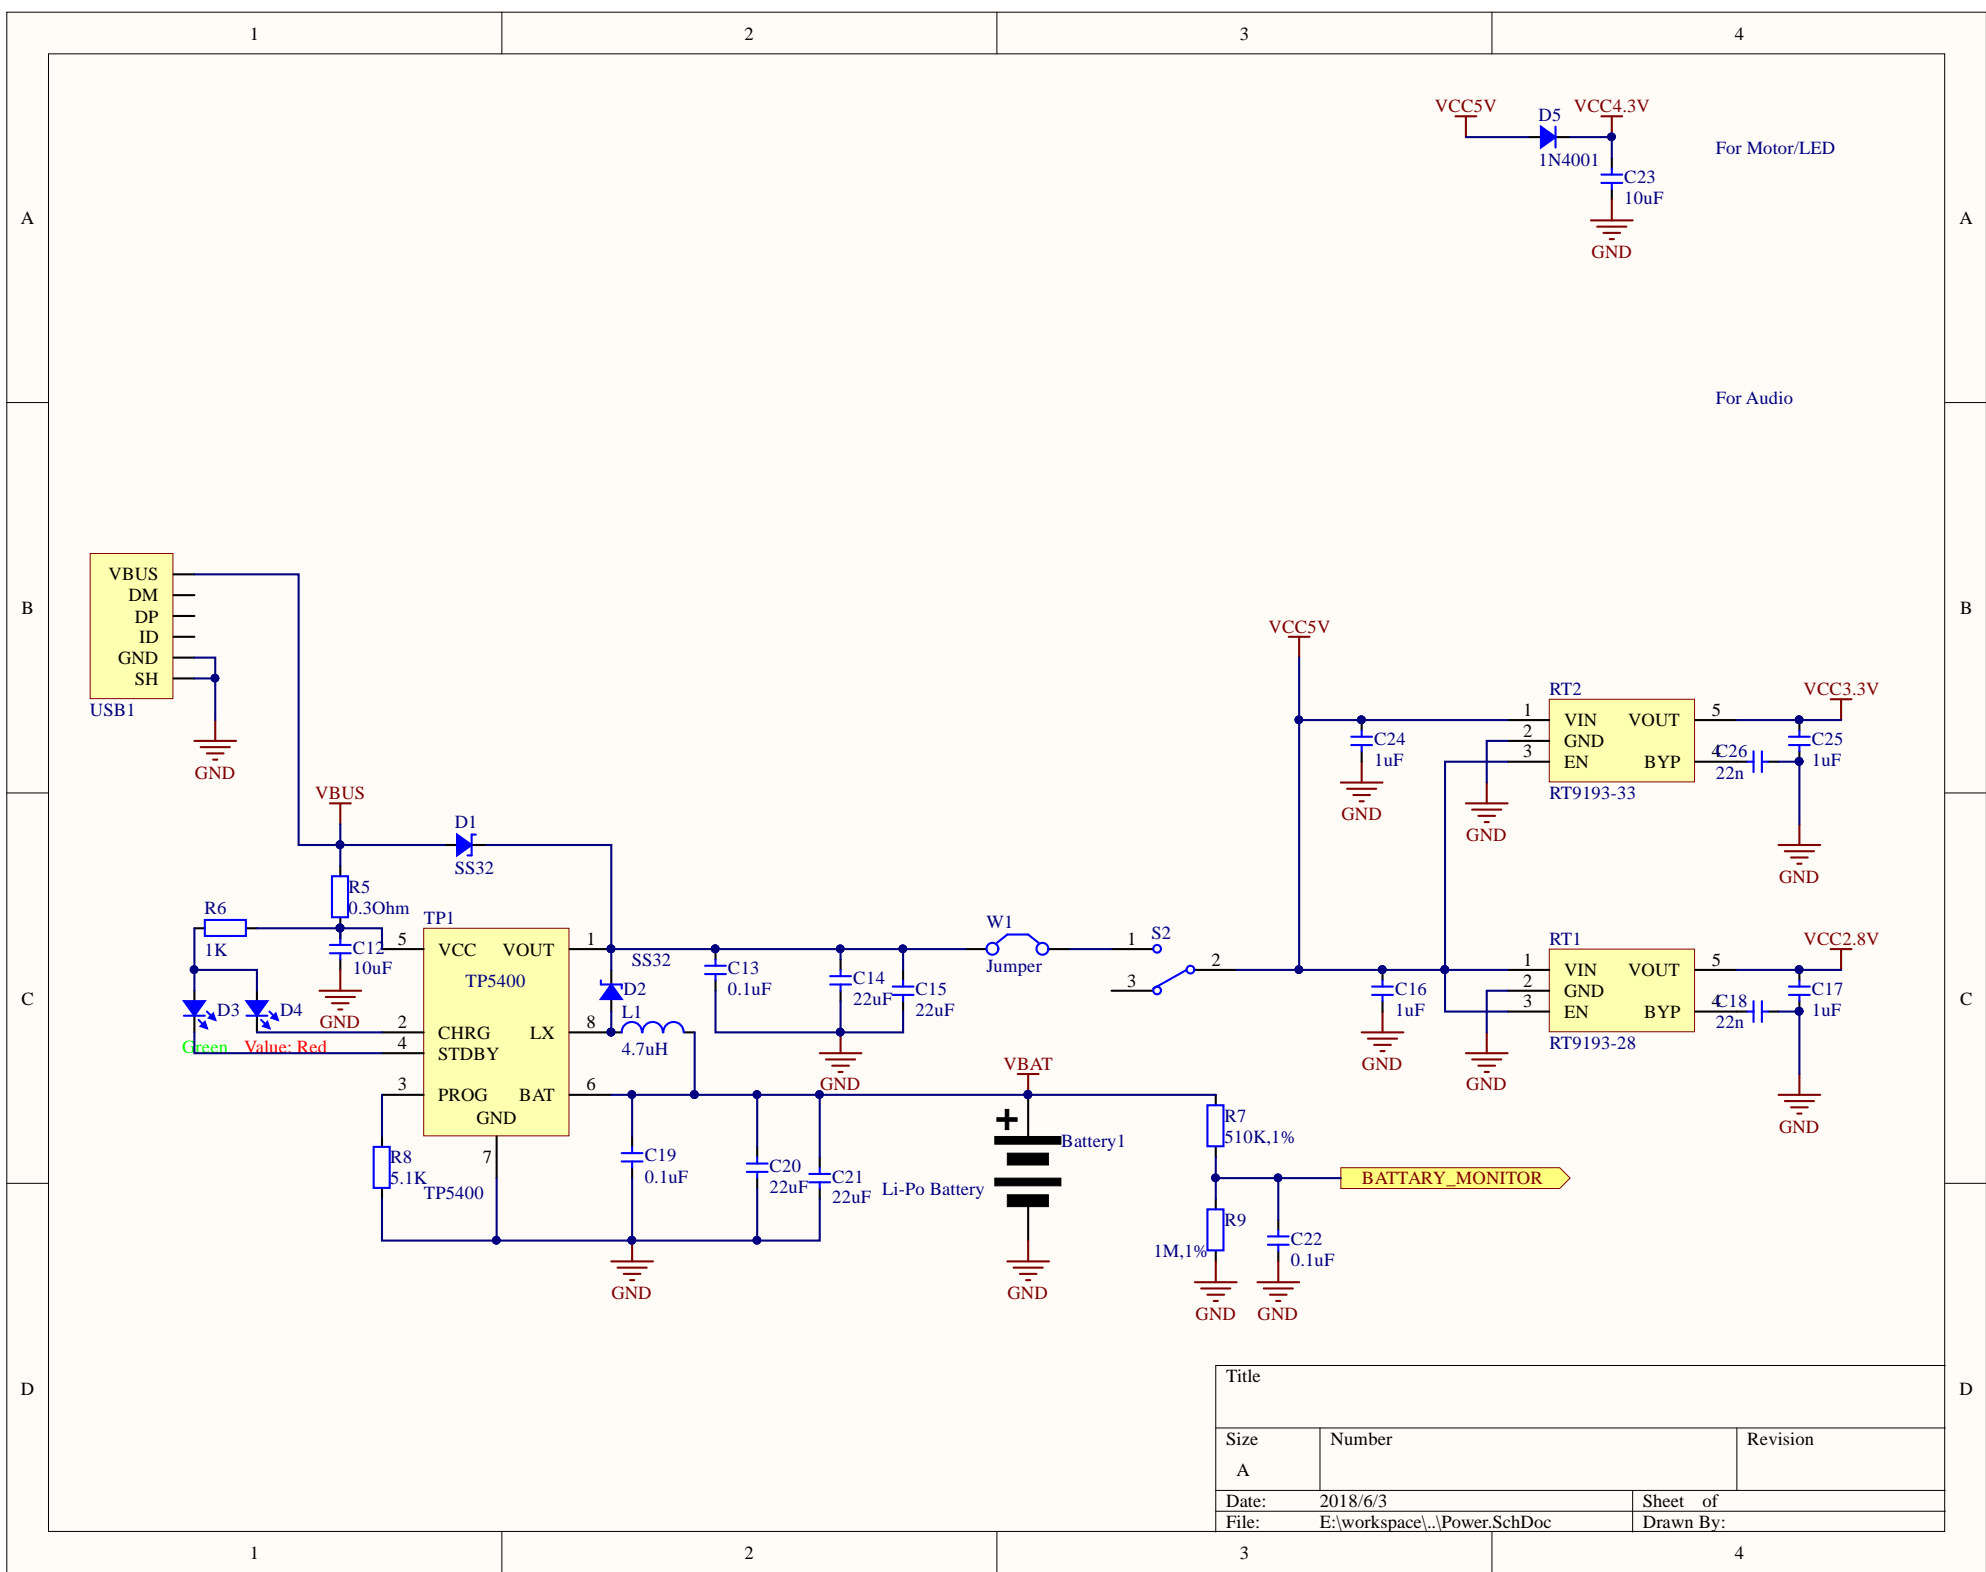 1 2 3 4
VCC5V D5 VCC4.3V
1N4001
For Motor/LED
C23
10uF
A A
GND
For Audio
VBUS
DM
DP
ID
GND
SH
USB1
GND
B B
VCC5V
RT2
VCC3.3V
1 VIN VOUT 5
2 GND
3 EN BYP 4
C24
1uF
C26
22n
C25
1uF
RT9193-33
GND
GND
GND
VBUS
D1
SS32
R5
0.3Ohm
R6
1K
C12
10uF
GND
TP1
5 VCC VOUT 1
TP5400
2 CHRG LX 8
4 STDBY
3 PROG BAT 6
GND
7
TP5400
D3 D4
Green Value: Red
R8
5.1K
SS32
D2
L1
4.7uH
C13
0.1uF
C14
22uF
C15
22uF
GND
W1
Jumper
1 S2
2
3
RT1
VCC2.8V
1 VIN VOUT 5
2 GND
3 EN BYP 4
C16
1uF
C18
22n
C17
1uF
RT9193-28
GND
GND
GND
C C
VBAT
Battery1
Li-Po Battery
C19
0.1uF
C20
22uF
C21
22uF
GND
GND
R7
510K,1%
BATTARY_MONITOR
R9
1M,1%
C22
0.1uF
GND
GND
D D
Title
Size Number Revision
A
Date: 2018/6/3 Sheet of
File: E:\workspace\..\Power.SchDoc Drawn By:
1 2 3 4